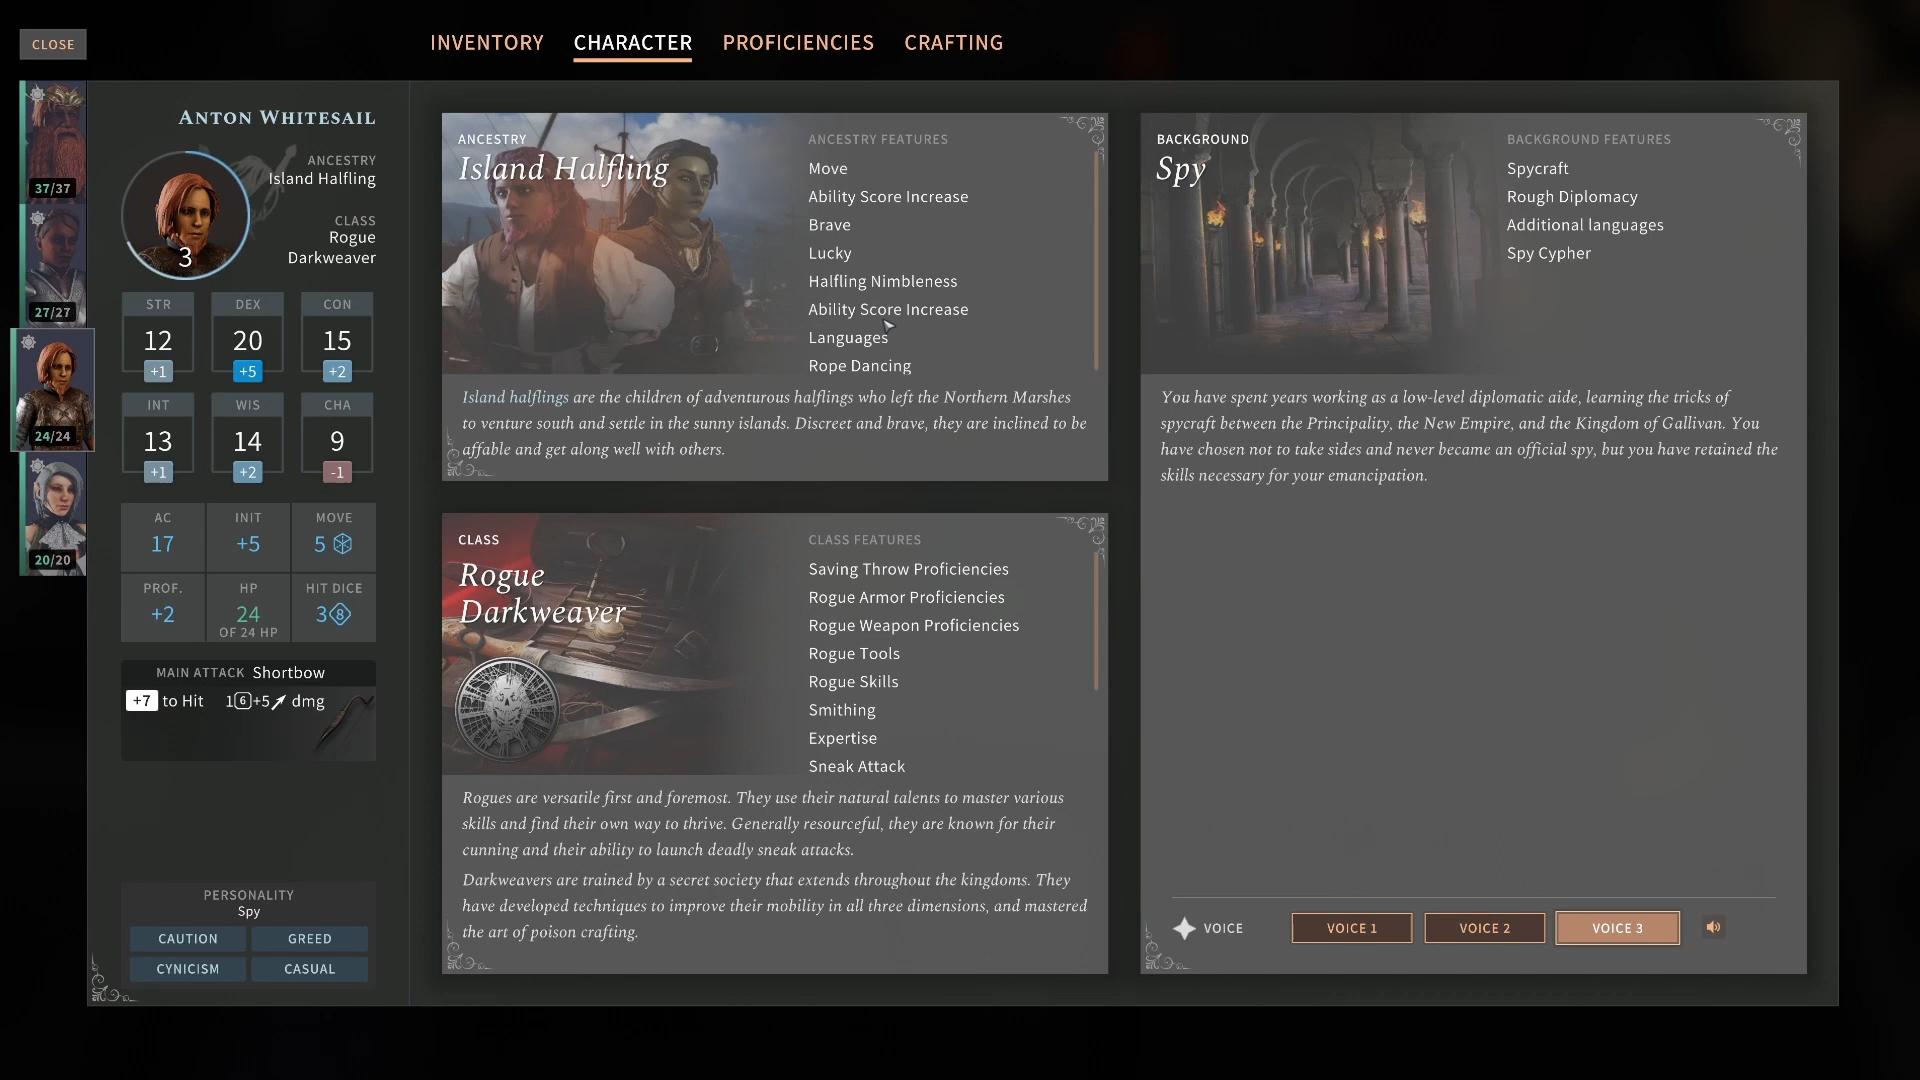 CLOSE
INVENTORY
CHARACTER
PROFICIENCIES
CRAFTING
37/37
27/27
24/24
20/20
ANTON WHITESAIL
ANCESTRY
Island Halfling
CLASS
Rogue
Darkweaver
3
STR
DEX
CON
12
20
15
+1
+5
+2
INT
WIS
CHA
13
14
9
+1
+2
-1
AC
INIT
MOVE
17
+5
5
PROF.
HP
HIT DICE
+2
24
3 8
OF 24 HP
MAIN ATTACK Shortbow
+7 to Hit 1 6 +5 dmg
PERSONALITY
Spy
CAUTION
GREED
CYNICISM
CASUAL
ANCESTRY
Island Halfling
ANCESTRY FEATURES
Move
Ability Score Increase
Brave
Lucky
Halfling Nimbleness
Ability Score Increase
Languages
Rope Dancing
Island halflings are the children of adventurous halflings who left the Northern Marshes
to venture south and settle in the sunny islands. Discreet and brave, they are inclined to be
affable and get along well with others.
CLASS
Rogue
Darkweaver
CLASS FEATURES
Saving Throw Proficiencies
Rogue Armor Proficiencies
Rogue Weapon Proficiencies
Rogue Tools
Rogue Skills
Smithing
Expertise
Sneak Attack
Rogues are versatile first and foremost. They use their natural talents to master various
skills and find their own way to thrive. Generally resourceful, they are known for their
cunning and their ability to launch deadly sneak attacks.
Darkweavers are trained by a secret society that extends throughout the kingdoms. They
have developed techniques to improve their mobility in all three dimensions, and mastered
the art of poison crafting.
BACKGROUND
Spy
BACKGROUND FEATURES
Spycraft
Rough Diplomacy
Additional languages
Spy Cypher
You have spent years working as a low-level diplomatic aide, learning the tricks of
spycraft between the Principality, the New Empire, and the Kingdom of Gallivan. You
have chosen not to take sides and never became an official spy, but you have retained the
skills necessary for your emancipation.
VOICE
VOICE 1
VOICE 2
VOICE 3